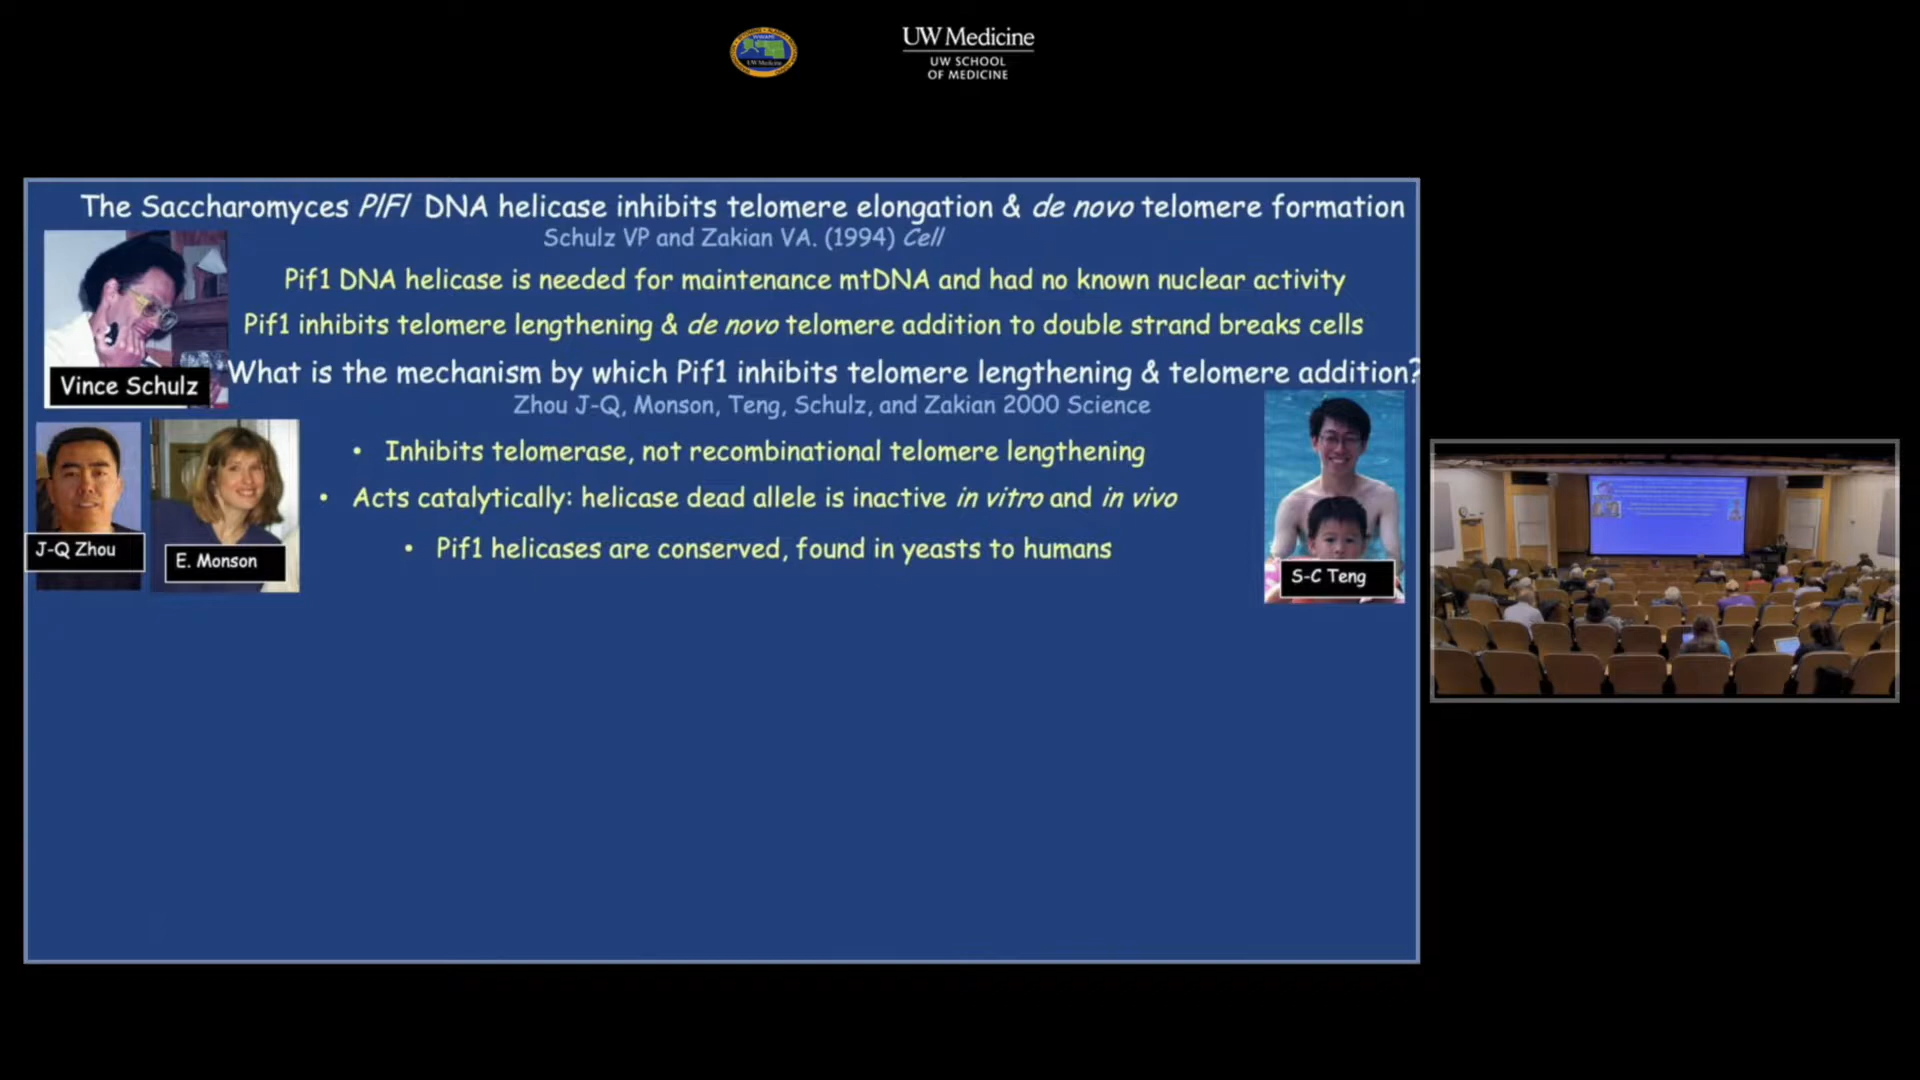 UW Medicine
UW SCHOOL
OF MEDICINE
The Saccharomyces PIF1 DNA helicase inhibits telomere elongation & de novo telomere formation
Schulz VP and Zakian VA. (1994) Cell
Pif1 DNA helicase is needed for maintenance mtDNA and had no known nuclear activity
Pif1 inhibits telomere lengthening & de novo telomere addition to double strand breaks cells
Vince Schulz
What is the mechanism by which Pif1 inhibits telomere lengthening & telomere addition?
Zhou J-Q, Monson, Teng, Schulz, and Zakian 2000 Science
• Inhibits telomerase, not recombinational telomere lengthening
• Acts catalytically: helicase dead allele is inactive in vitro and in vivo
• Pif1 helicases are conserved, found in yeasts to humans
J-Q Zhou
E. Monson
S-C Teng